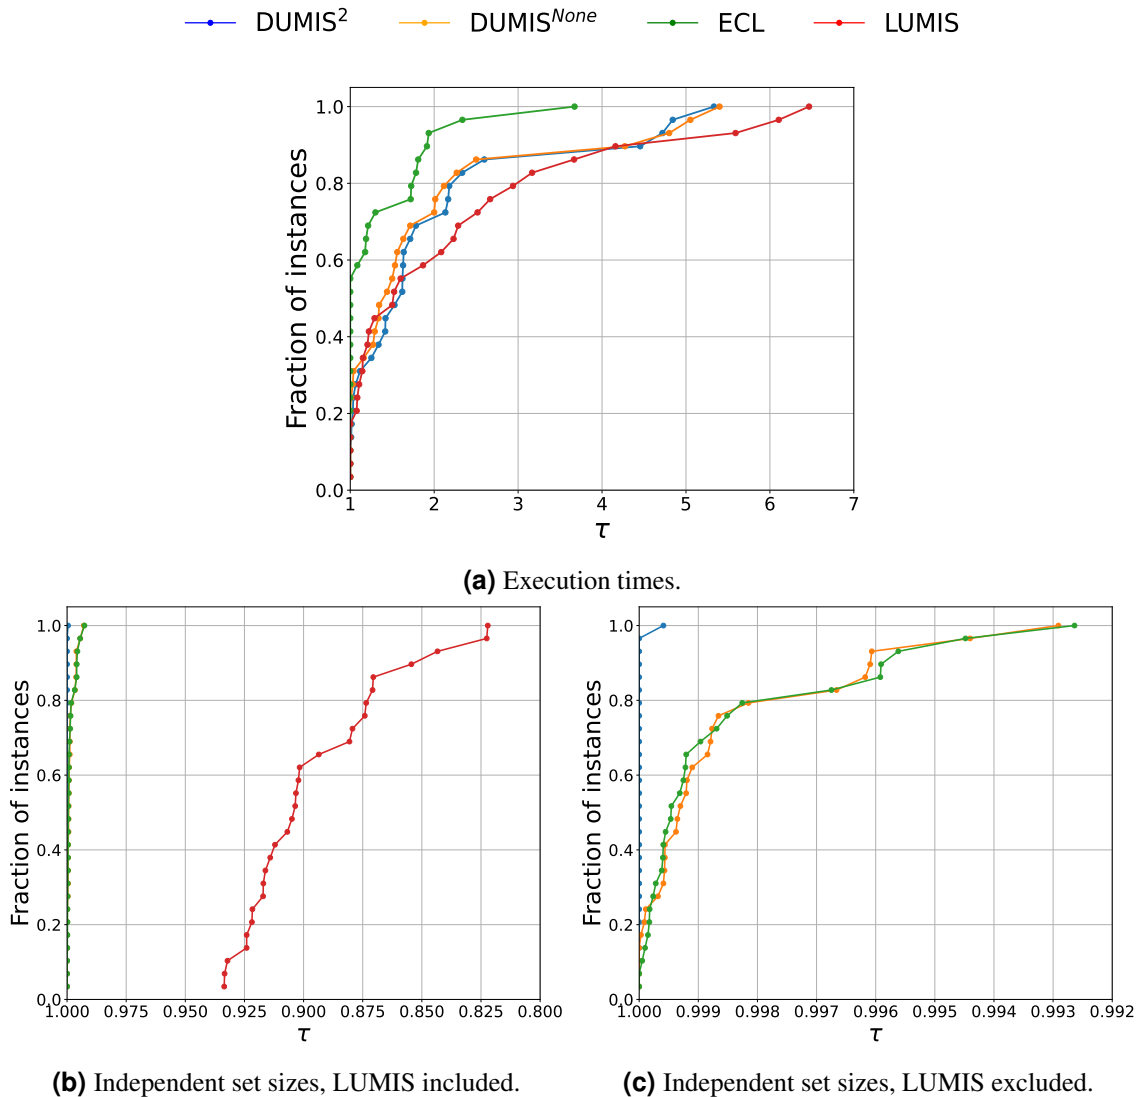 DUMIS² DUMIS^None ECL LUMIS
Fraction of instances
1.0
0.8
0.6
0.4
0.2
0.0
1 2 3 4 5 6 7
τ
(a) Execution times.
Fraction of instances
1.0
0.8
0.6
0.4
0.2
0.0
1.000 0.975 0.950 0.925 0.900 0.875 0.850 0.825 0.800
τ
(b) Independent set sizes, LUMIS included.
Fraction of instances
1.0
0.8
0.6
0.4
0.2
0.0
1.000 0.999 0.998 0.997 0.996 0.995 0.994 0.993 0.992
τ
(c) Independent set sizes, LUMIS excluded.